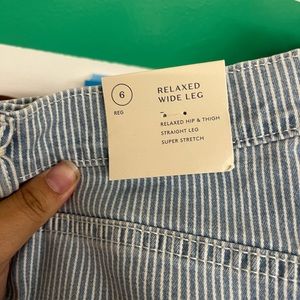 6
REG
RELAXED
WIDE LEG
RELAXED HIP & THIGH
STRAIGHT LEG
SUPER STRETCH